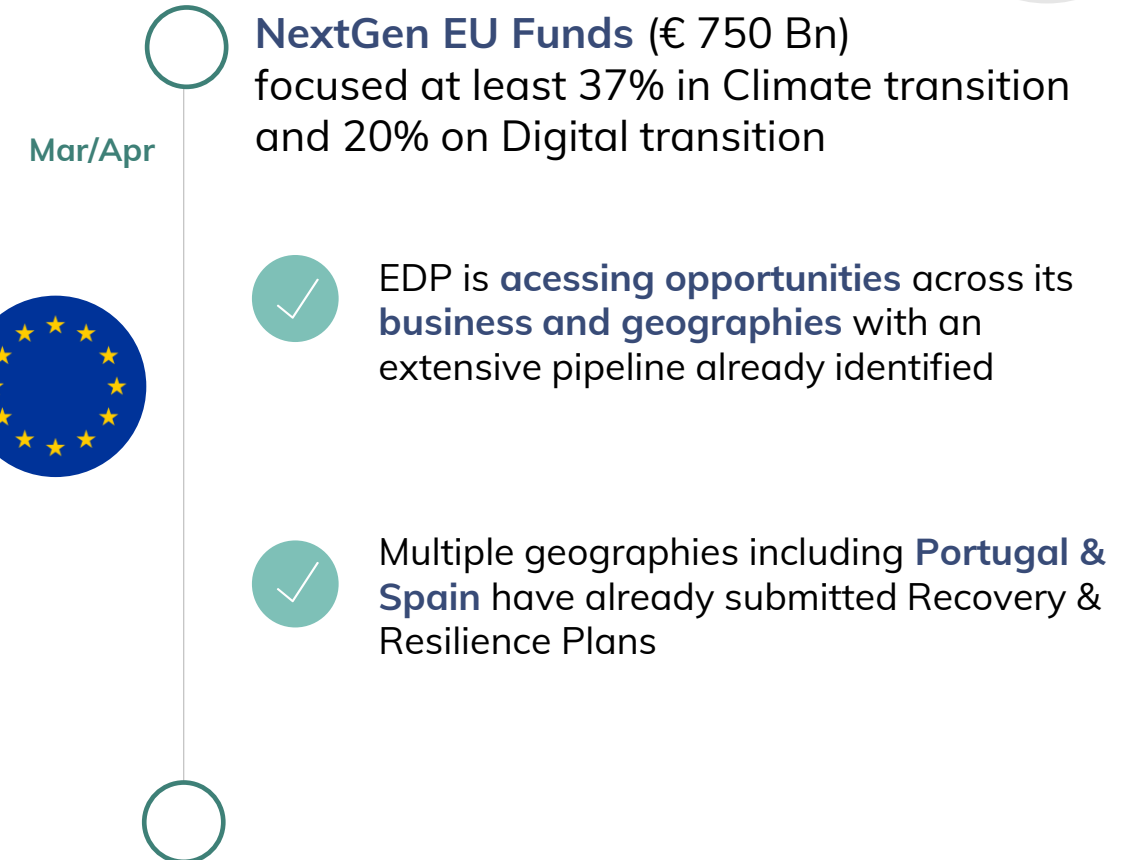 NextGen EU Funds (€ 750 Bn)
focused at least 37% in Climate transition
and 20% on Digital transition
Mar/Apr
EDP is acessing opportunities across its
business and geographies with an
extensive pipeline already identified
Multiple geographies including Portugal &
Spain have already submitted Recovery &
Resilience Plans